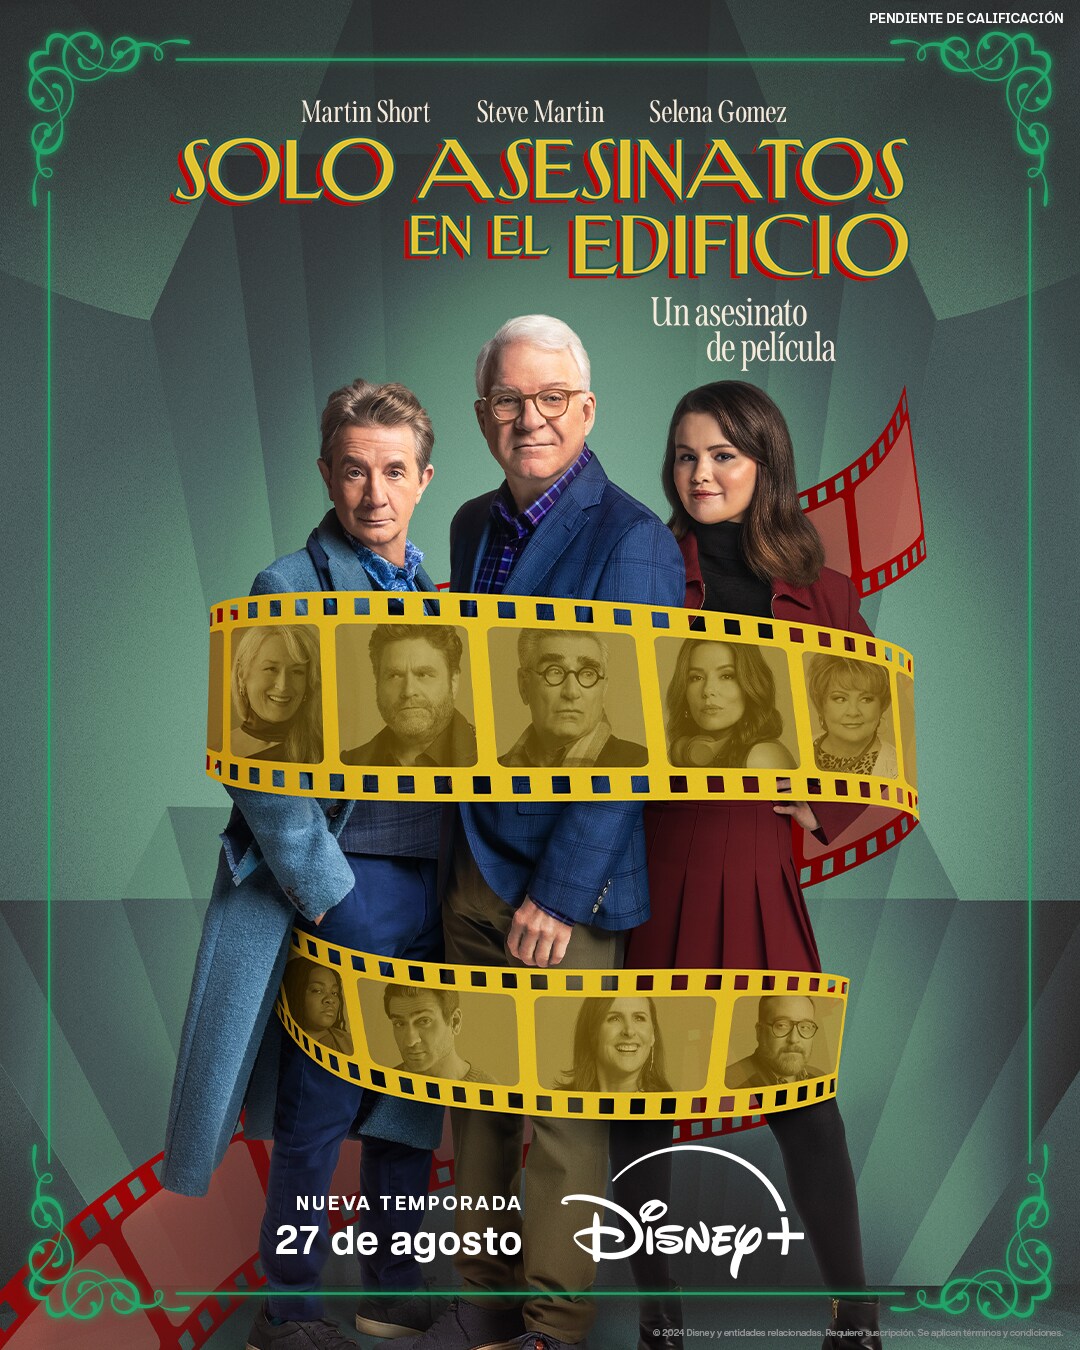 PENDIENTE DE CALIFICACIÓN
Martin Short Steve Martin Selena Gomez
SOLO ASESINATOS
EN EL EDIFICIO
Un asesinato
de película
NUEVA TEMPORADA
27 de agosto
Disney+
© 2024 Disney y entidades relacionadas. Requiere suscripción. Se aplican términos y condiciones.